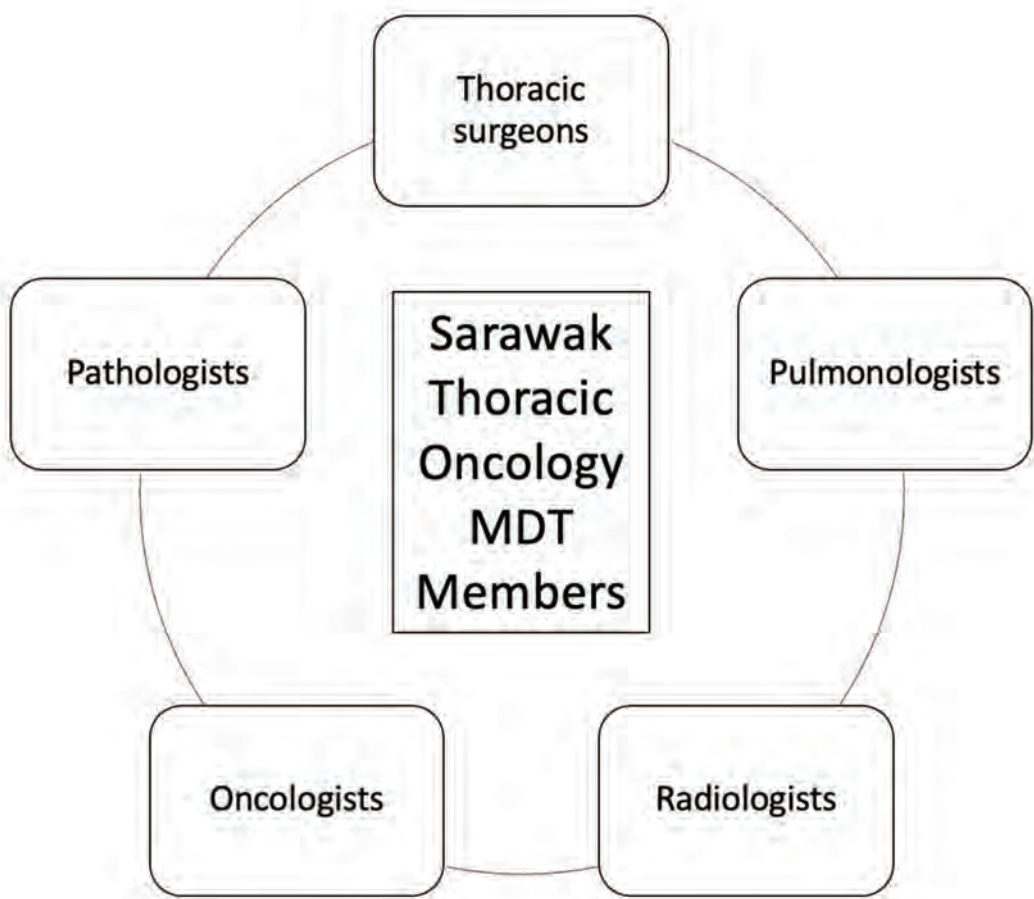 Thoracic
surgeons
Pathologists
Sarawak
Thoracic
Oncology
MDT
Members
Pulmonologists
Oncologists
Radiologists